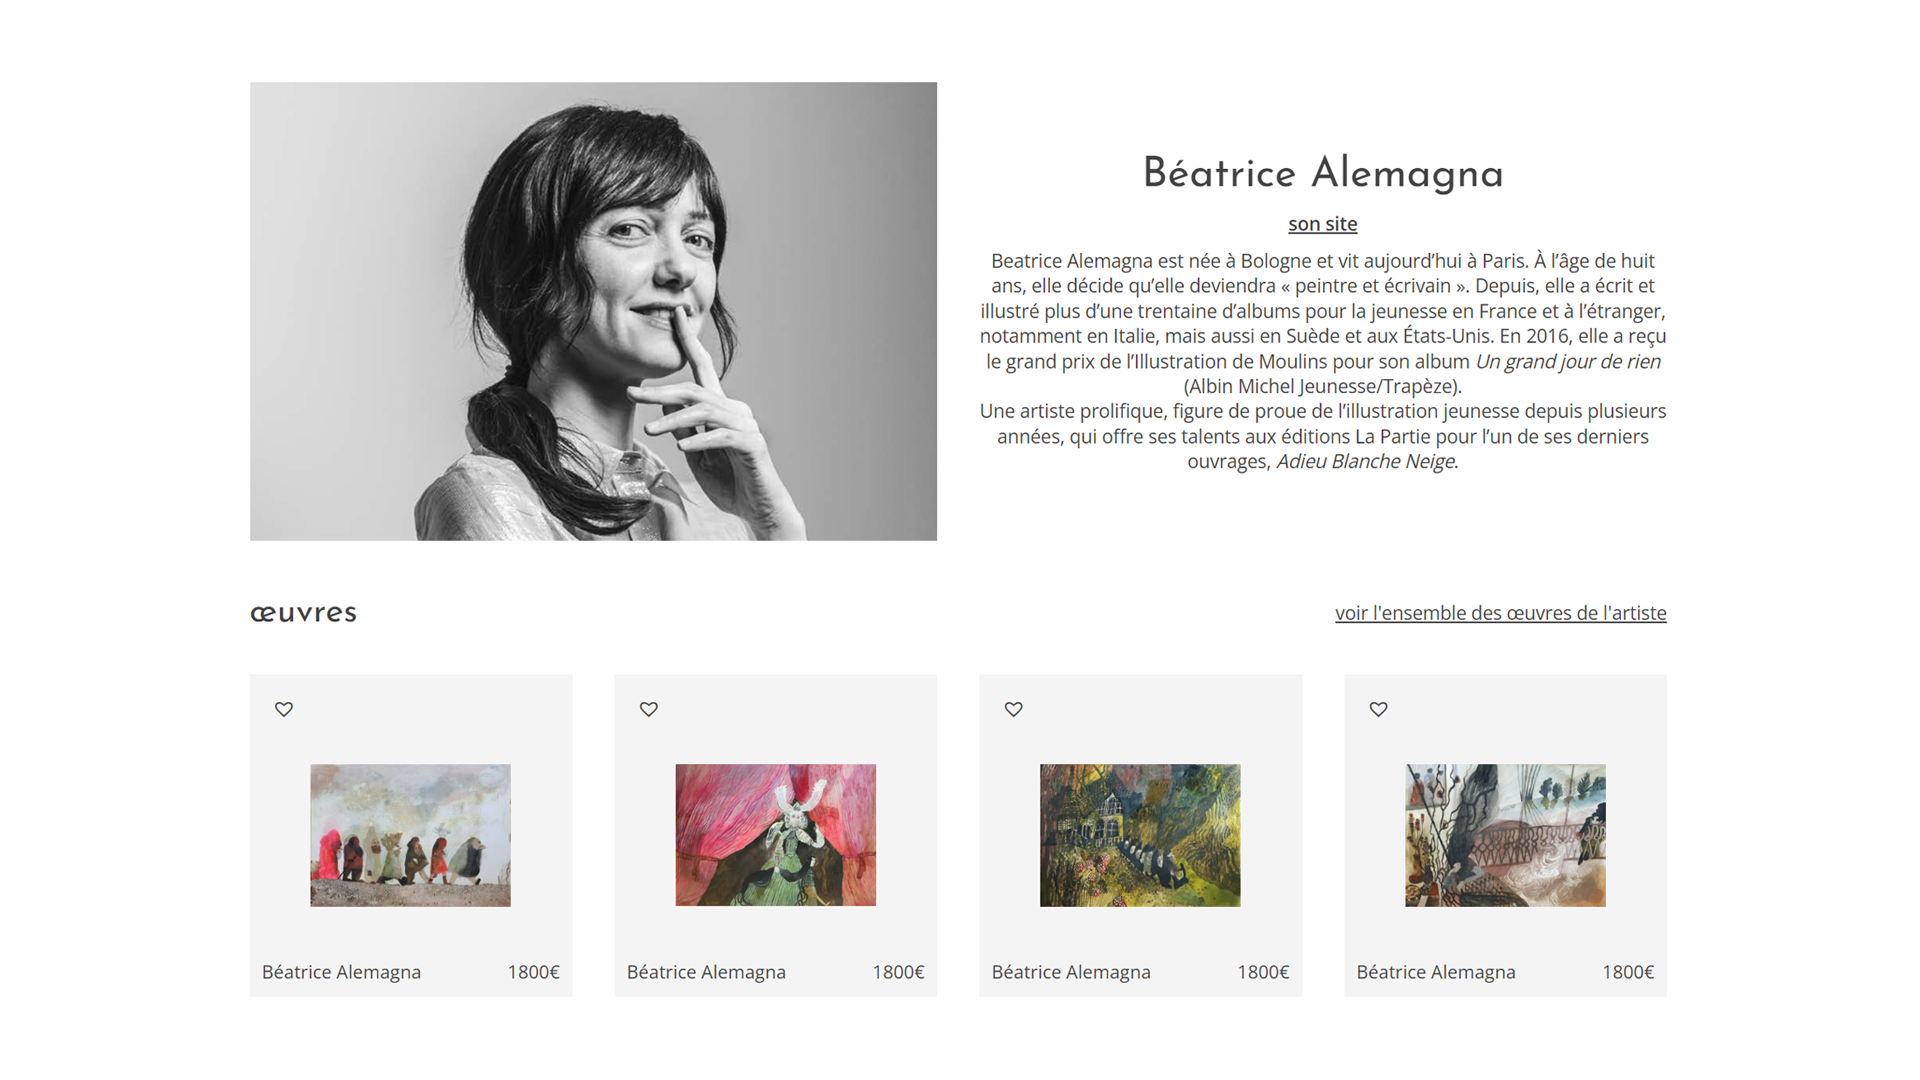 Béatrice Alemagna
son site
Beatrice Alemagna est née à Bologne et vit aujourd’hui à Paris. À l’âge de huit
ans, elle décide qu’elle deviendra « peintre et écrivain ». Depuis, elle a écrit et
illustré plus d’une trentaine d’albums pour la jeunesse en France et à l’étranger,
notamment en Italie, mais aussi en Suède et aux États-Unis. En 2016, elle a reçu
le grand prix de l’Illustration de Moulins pour son album Un grand jour de rien
(Albin Michel Jeunesse/Trapèze).
Une artiste prolifique, figure de proue de l’illustration jeunesse depuis plusieurs
années, qui offre ses talents aux éditions La Partie pour l’un de ses derniers
ouvrages, Adieu Blanche Neige.
œuvres
voir l'ensemble des œuvres de l'artiste
Béatrice Alemagna 1800€
Béatrice Alemagna 1800€
Béatrice Alemagna 1800€
Béatrice Alemagna 1800€